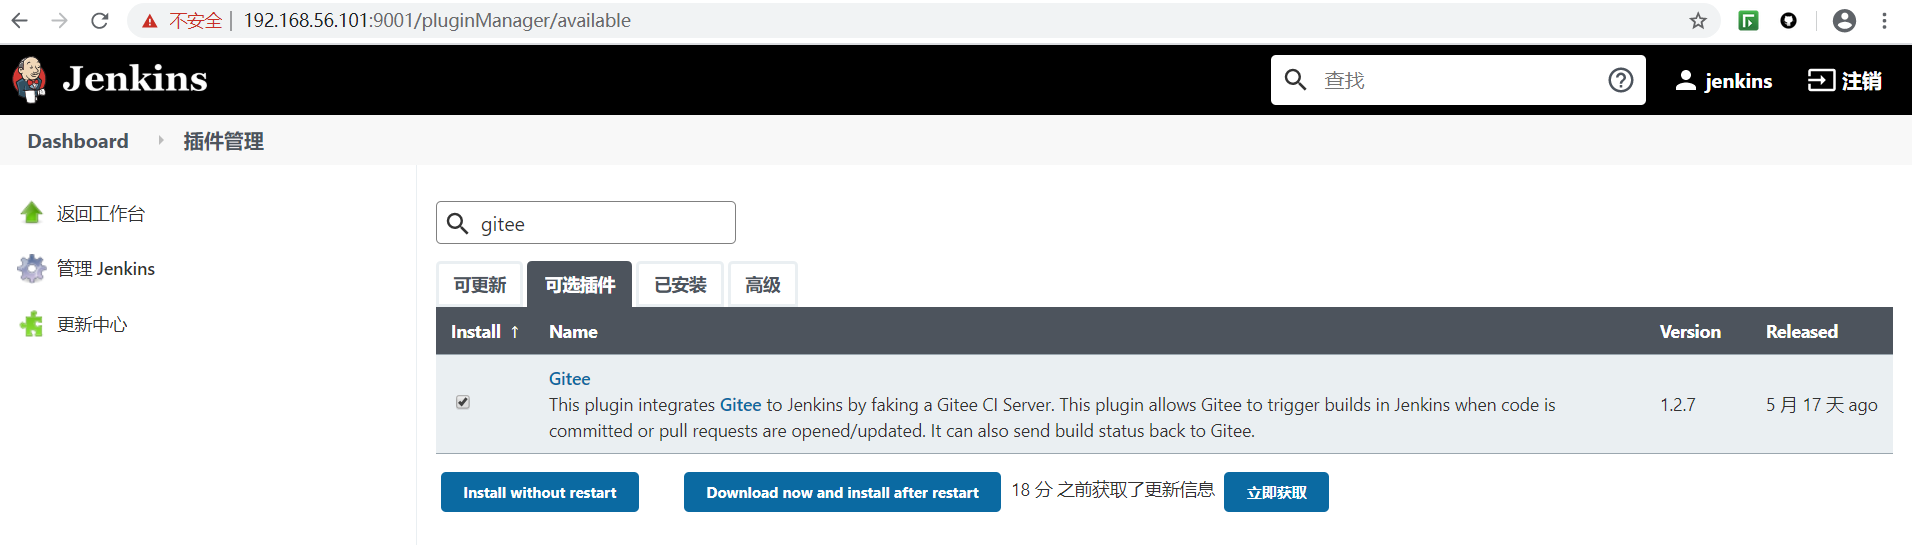 不安全 | 192.168.56.101:9001/pluginManager/available
Jenkins
查找
jenkins
注销
Dashboard
插件管理
返回工作台
管理 Jenkins
更新中心
gitee
可更新 可选插件 已安装 高级
Install ↑ Name Version Released
Gitee
This plugin integrates Gitee to Jenkins by faking a Gitee CI Server. This plugin allows Gitee to trigger builds in Jenkins when code is
committed or pull requests are opened/updated. It can also send build status back to Gitee.
1.2.7
5 月 17 天 ago
Install without restart Download now and install after restart 18 分 之前获取了更新信息 立即获取